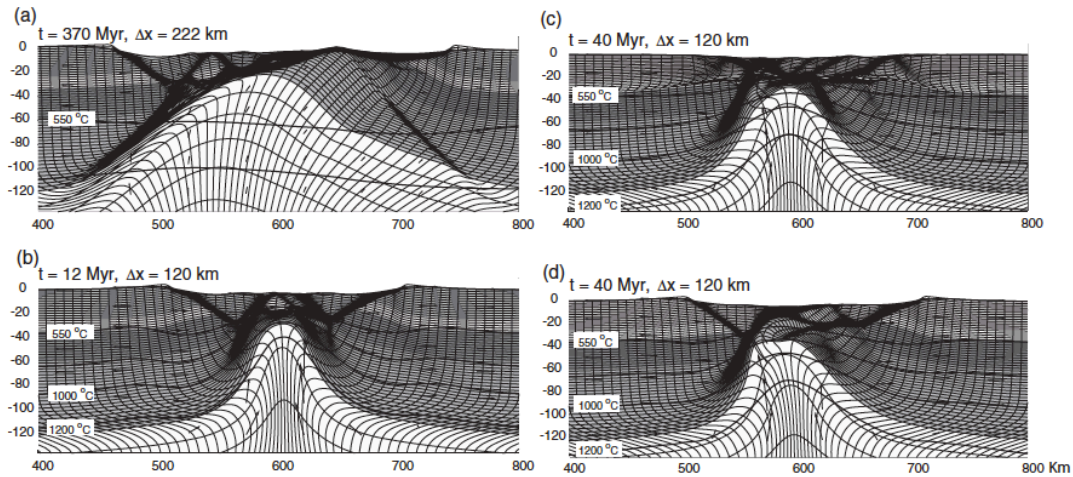 (a)
t = 370 Myr, Δx = 222 km
0
-20
-40
550 °C
-60
-80
-100
-120
400 500 600 700 800
(b)
t = 12 Myr, Δx = 120 km
0
-20
550 °C
-40
-60
-80
1000 °C
-100
1200 °C
-120
400 500 600 700 800
(c)
t = 40 Myr, Δx = 120 km
0
-20
550 °C
-40
-60
-80
1000 °C
-100
-120
1200 °C
400 500 600 700 800
(d)
t = 40 Myr, Δx = 120 km
0
-20
550 °C
-40
-60
-80
1000 °C
-100
-120
1200 °C
400 500 600 700 800 Km